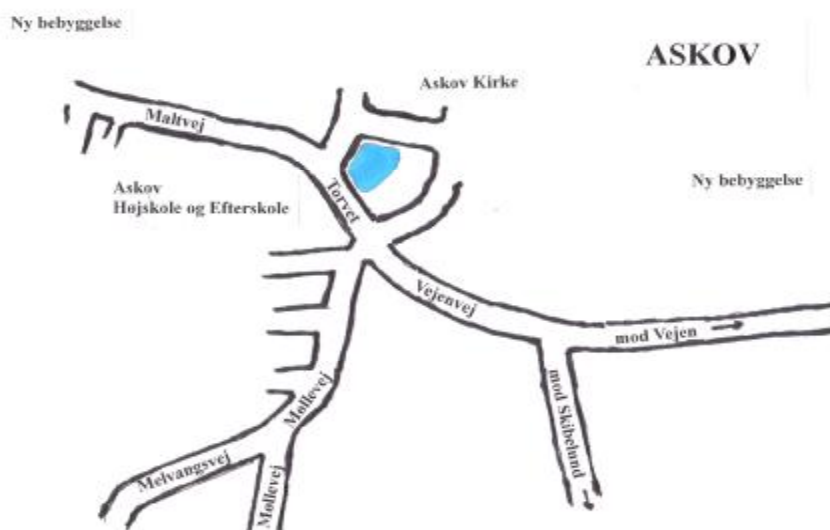 Ny bebyggelse
ASKOV
Askov Kirke
Maltvej
Ny bebyggelse
Askov
Højskole og Efterskole
Torvet
Vejenvej
mod Vejen
mod Skibelund
Møllevej
Melvangsvej
Møllevej